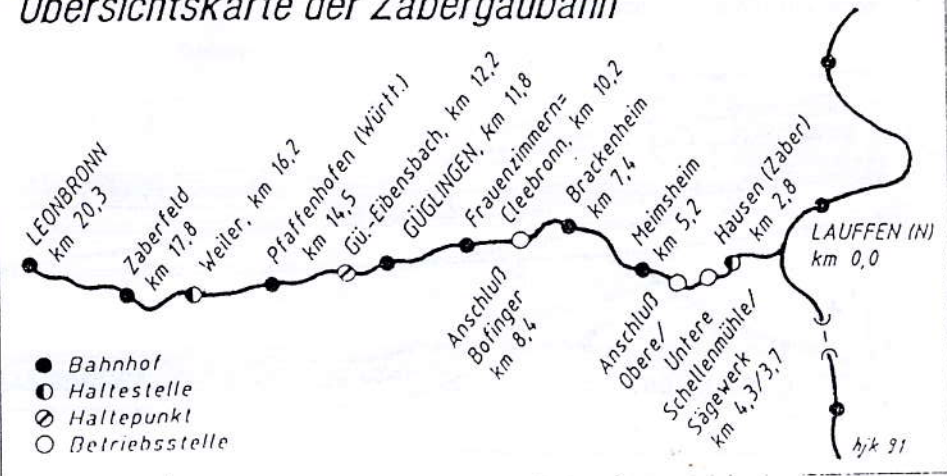 Übersichtskarte der Zabergäubahn
LEONBRONN
km 20,3
Zaberfeld
km 17,8
Weiler, km 16,2
Pfaffenhofen (Württ.)
km 14,5
Gü.-Eibensbach, km 12,2
GÜGLINGEN, km 11,8
Frauenzimmern=
Cleebronn, km 10,2
Brackenheim
km 7,4
Meimsheim
km 5,2
Hausen (Zaber)
km 2,8
LAUFFEN (N)
km 0,0
Anschluß
Bofinger
km 8,4
Anschluß
Obere/
Untere
Schellenmühle/
Sägewerk
km 4,3/3,7
Bahnhof
Haltestelle
Haltepunkt
Betriebsstelle
hjk 91